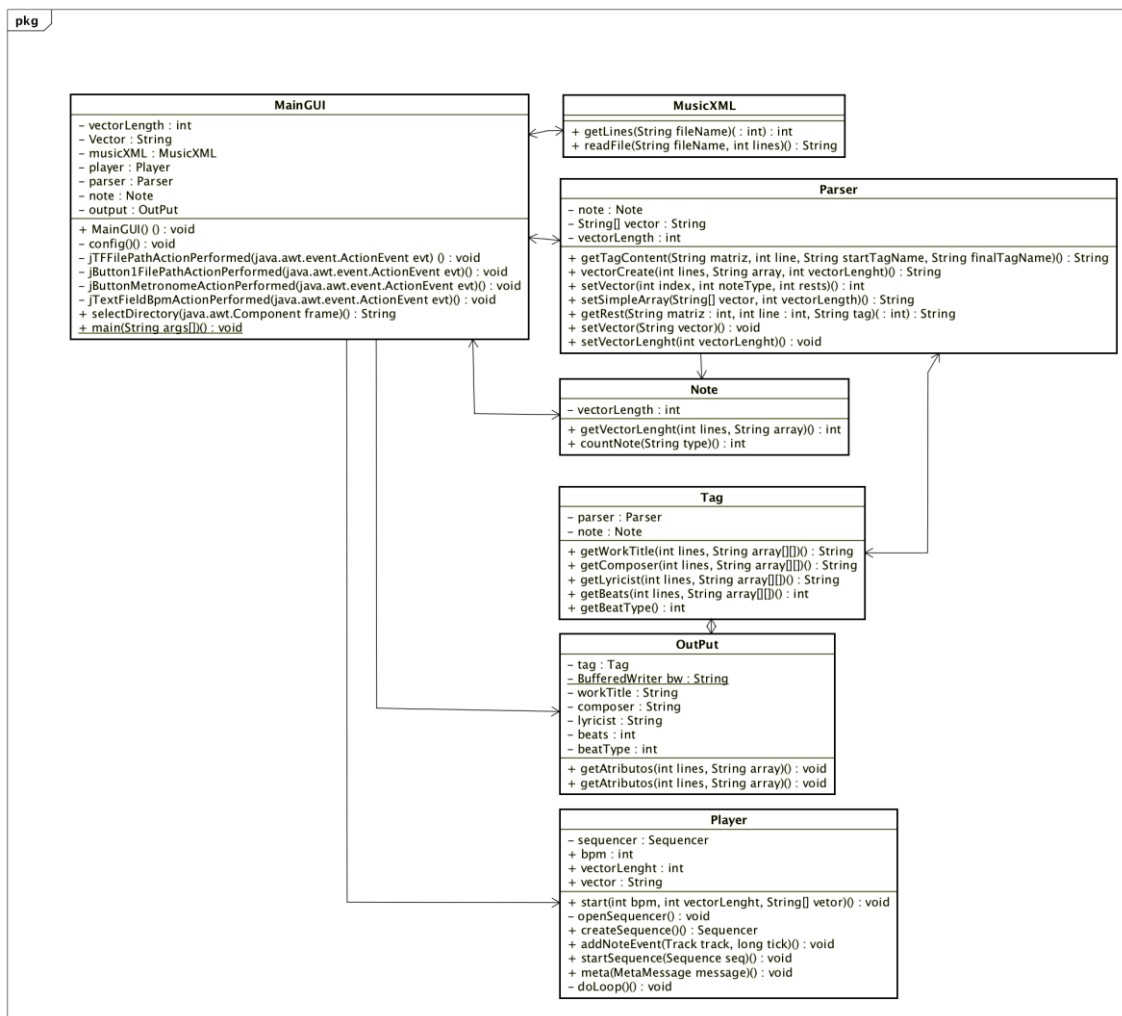 pkg
MainGUI
– vectorLength : int
– Vector : String
– musicXML : MusicXML
– player : Player
– parser : Parser
– note : Note
– output : OutPut
+ MainGUI() () : void
– config()() : void
– jTFFilePathActionPerformed(java.awt.event.ActionEvent evt) () : void
– jButton1FilePathActionPerformed(java.awt.event.ActionEvent evt)() : void
– jButtonMetronomeActionPerformed(java.awt.event.ActionEvent evt)() : void
– jTextFieldBpmActionPerformed(java.awt.event.ActionEvent evt)() : void
+ selectDirectory(java.awt.Component frame)() : String
+ main(String args[])() : void
MusicXML
+ getLines(String fileName)( : int) : int
+ readFile(String fileName, int lines)() : String
Parser
– note : Note
– String[] vector : String
– vectorLength : int
+ getTagContent(String matriz, int line, String startTagName, String finalTagName)() : String
+ vectorCreate(int lines, String array, int vectorLenght)() : String
+ setVector(int index, int noteType, int rests)() : int
+ setSimpleArray(String[] vector, int vectorLength)() : String
+ getRest(String matriz : int, int line : int, String tag)( : int) : String
+ setVector(String vector)() : void
+ setVectorLenght(int vectorLenght)() : void
Note
– vectorLength : int
+ getVectorLenght(int lines, String array)() : int
+ countNote(String type)() : int
Tag
– parser : Parser
– note : Note
+ getWorkTitle(int lines, String array[][])() : String
+ getComposer(int lines, String array[][])() : String
+ getLyricist(int lines, String array[][])() : String
+ getBeats(int lines, String array[][])() : int
+ getBeatType() : int
OutPut
– tag : Tag
– BufferedWriter bw : String
– workTitle : String
– composer : String
– lyricist : String
– beats : int
– beatType : int
+ getAtributos(int lines, String array)() : void
+ getAtributos(int lines, String array)() : void
Player
– sequencer : Sequencer
+ bpm : int
+ vectorLenght : int
+ vector : String
+ start(int bpm, int vectorLenght, String[] vetor)() : void
– openSequencer() : void
+ createSequence()() : Sequencer
+ addNoteEvent(Track track, long tick)() : void
+ startSequence(Sequence seq)() : void
+ meta(MetaMessage message)() : void
– doLoop()() : void